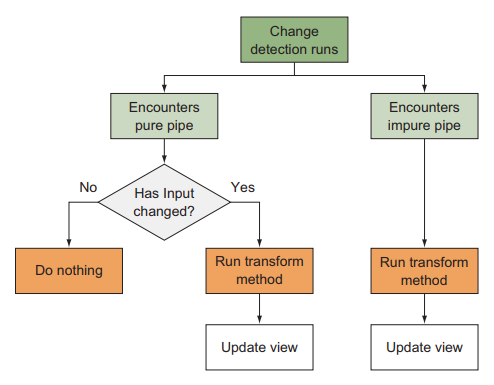 Change
detection runs
Encounters
pure pipe
Encounters
impure pipe
No
Has Input
changed?
Yes
Do nothing
Run transform
method
Run transform
method
Update view
Update view